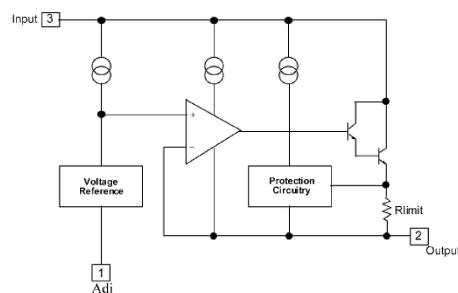 Input 3
+
−
Voltage
Reference
Protection
Circuitry
Rlimit
2
Output
1
Adj